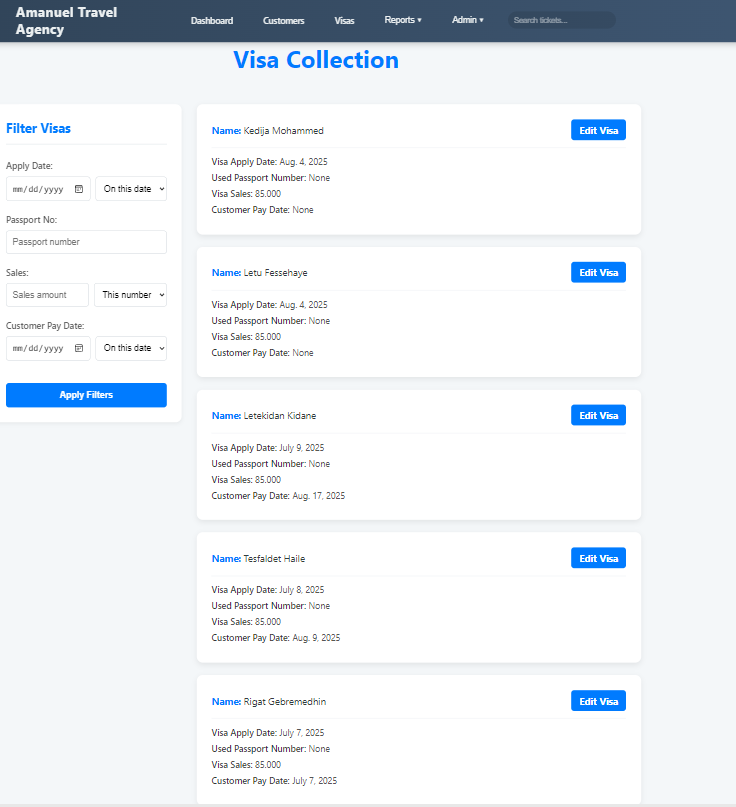 Amanuel Travel
Agency
Dashboard
Customers
Visas
Reports ▾
Admin ▾
Search tickets...
Visa Collection
Filter Visas
Apply Date:
mm/dd/yyyy
On this date
Passport No:
Passport number
Sales:
Sales amount
This number
Customer Pay Date:
mm/dd/yyyy
On this date
Apply Filters
Name: Kedija Mohammed
Edit Visa
Visa Apply Date: Aug. 4, 2025
Used Passport Number: None
Visa Sales: 85.000
Customer Pay Date: None
Name: Letu Fessehaye
Edit Visa
Visa Apply Date: Aug. 4, 2025
Used Passport Number: None
Visa Sales: 85.000
Customer Pay Date: None
Name: Letekidan Kidane
Edit Visa
Visa Apply Date: July 9, 2025
Used Passport Number: None
Visa Sales: 85.000
Customer Pay Date: Aug. 17, 2025
Name: Tesfaldet Haile
Edit Visa
Visa Apply Date: July 8, 2025
Used Passport Number: None
Visa Sales: 85.000
Customer Pay Date: Aug. 9, 2025
Name: Rigat Gebremedhin
Edit Visa
Visa Apply Date: July 7, 2025
Used Passport Number: None
Visa Sales: 85.000
Customer Pay Date: July 7, 2025